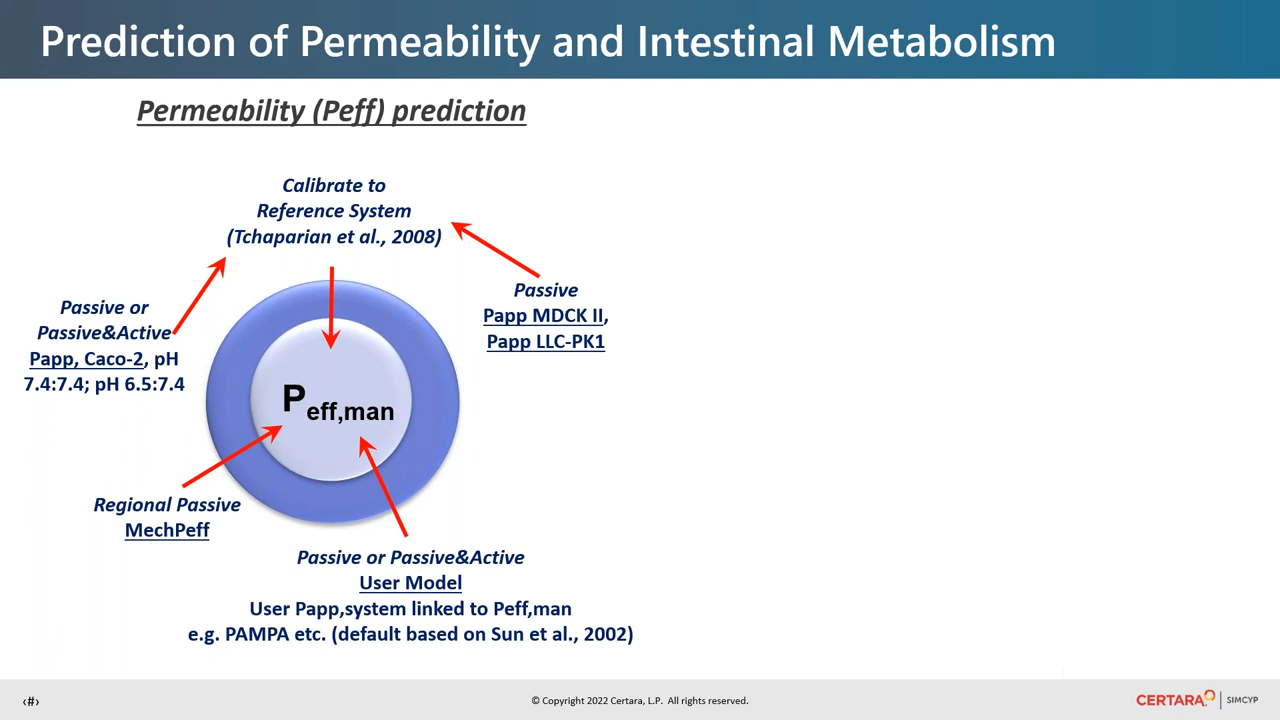 Prediction of Permeability and Intestinal Metabolism
Permeability (Peff) prediction
Calibrate to
Reference System
(Tchaparian et al., 2008)
Passive or
Passive&Active
Papp, Caco-2, pH
7.4:7.4; pH 6.5:7.4
Passive
Papp MDCK II,
Papp LLC-PK1
Peff,man
Regional Passive
MechPeff
Passive or Passive&Active
User Model
User Papp,system linked to Peff,man
e.g. PAMPA etc. (default based on Sun et al., 2002)
‹#›
© Copyright 2022 Certara, L.P. All rights reserved.
CERTARA | SIMCYP